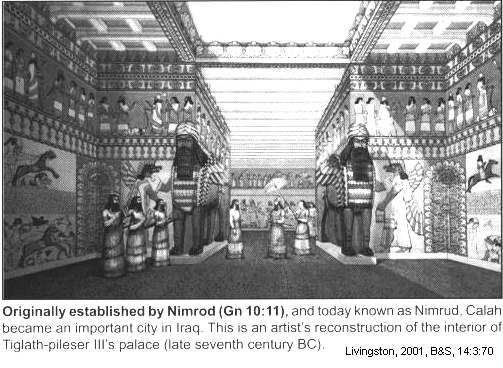 Originally established by Nimrod (Gn 10:11), and today known as Nimrud, Calah
became an important city in Iraq. This is an artist's reconstruction of the interior of
Tiglath-pileser III's palace (late seventh century BC).
Livingston, 2001, B&S, 14:3:70